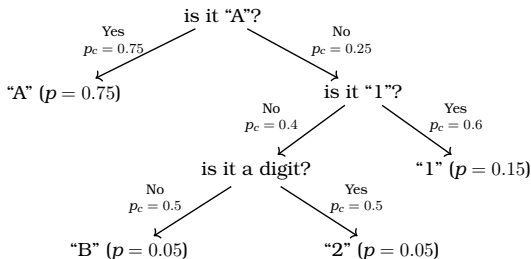 is it “A”?
Yes
p_c = 0.75
No
p_c = 0.25
“A” (p = 0.75)
is it “1”?
No
p_c = 0.4
Yes
p_c = 0.6
is it a digit?
“1” (p = 0.15)
No
p_c = 0.5
Yes
p_c = 0.5
“B” (p = 0.05)
“2” (p = 0.05)